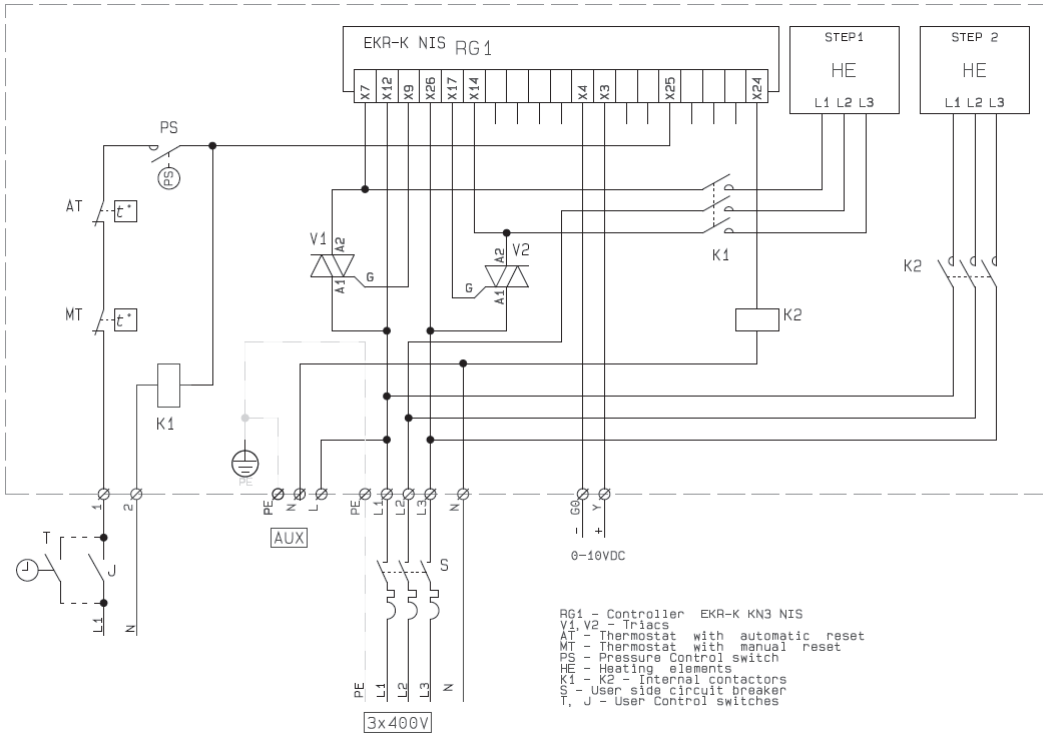 EKR-K NIS RG1
STEP1
HE
L1 L2 L3
STEP 2
HE
L1 L2 L3
X7 X12 X9 X26 X17 X14 X4 X3 X25 X24
PS
PS
AT
t°
MT
t°
K1
V1
A2
A1
G
V2
A2
A1
G
K1
K2
K2
PE
1
2
PE
N
L
PE
L1
L2
L3
N
G0
Y
AUX
- +
0-10VDC
T
J
L1
N
S
PE
L1
L2
L3
N
3x400V
RG1 - Controller EKR-K KN3 NIS
V1, V2 - Triacs
AT - Thermostat with automatic reset
MT - Thermostat with manual reset
PS - Pressure Control switch
HE - Heating elements
K1 - K2 - Internal contactors
S - User side circuit breaker
T, J - User Control switches